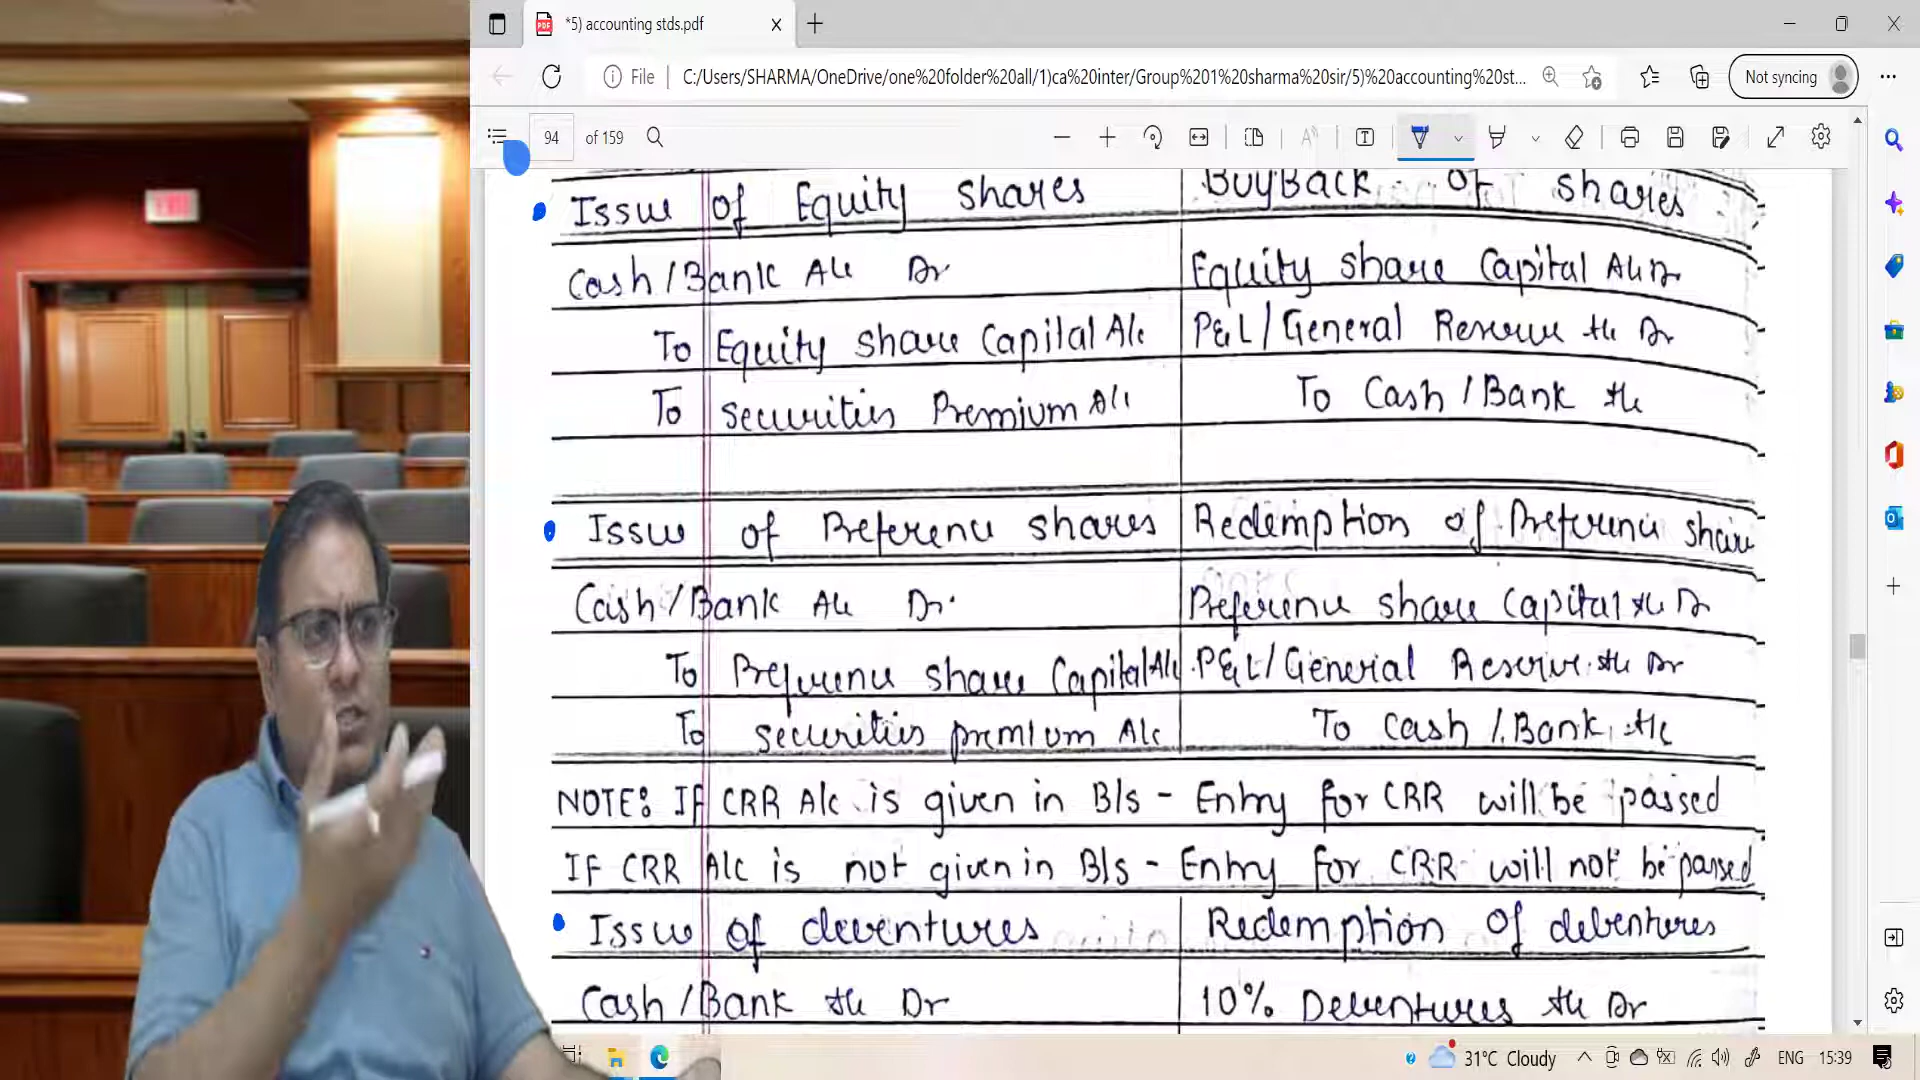 *5) accounting stds.pdf
File
C:/Users/SHARMA/OneDrive/one%20folder%20all/1)ca%20inter/Group%201%20sharma%20sir/5)%20accounting%20st...
Not syncing
94 of 159
Issue of Equity shares
BuyBack of shares
Cash/Bank A/c Dr
Equity share Capital A/c Dr
To Equity share Capital A/c
P&L/General Reserve A/c Dr
To securities Premium A/c
To Cash/Bank A/c
Issue of Preference shares
Redemption of Preference share
Cash/Bank A/c Dr.
Preference share Capital A/c Dr
To Preference share Capital A/c
P&L/General Reserve A/c Dr
To securities premium A/c
To Cash/Bank A/c
NOTE: IF CRR A/c is given in B/s - Entry for CRR will be passed
IF CRR A/c is not given in B/s - Entry for CRR will not be passed
Issue of deventures
Redemption of debentures
Cash/Bank A/c Dr
10% Deventures A/c Dr
31°C Cloudy
ENG 15:39